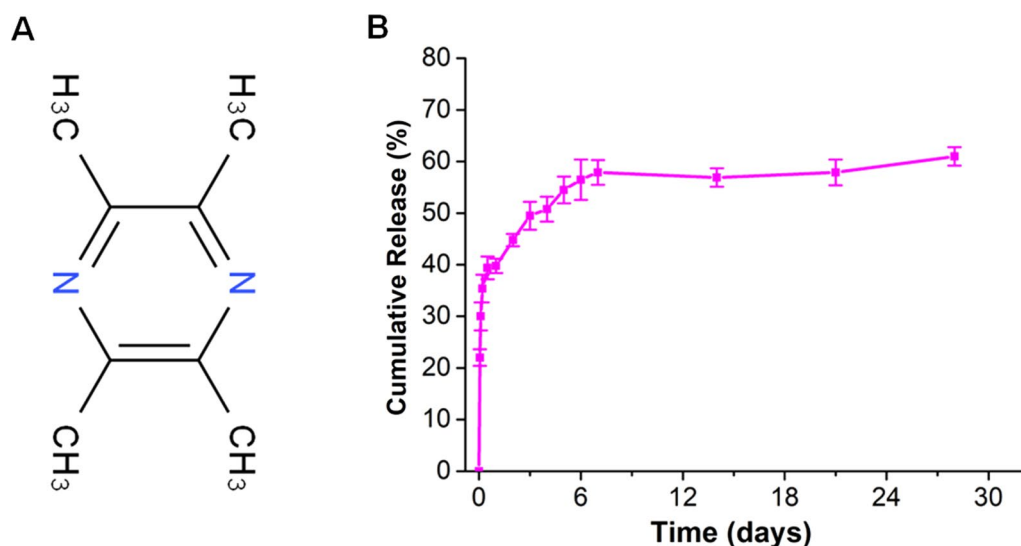 A
H₃C
H₃C
N
N
CH₃
CH₃
B
Cumulative Release (%)
80
70
60
50
40
30
20
10
0
0 6 12 18 24 30
Time (days)